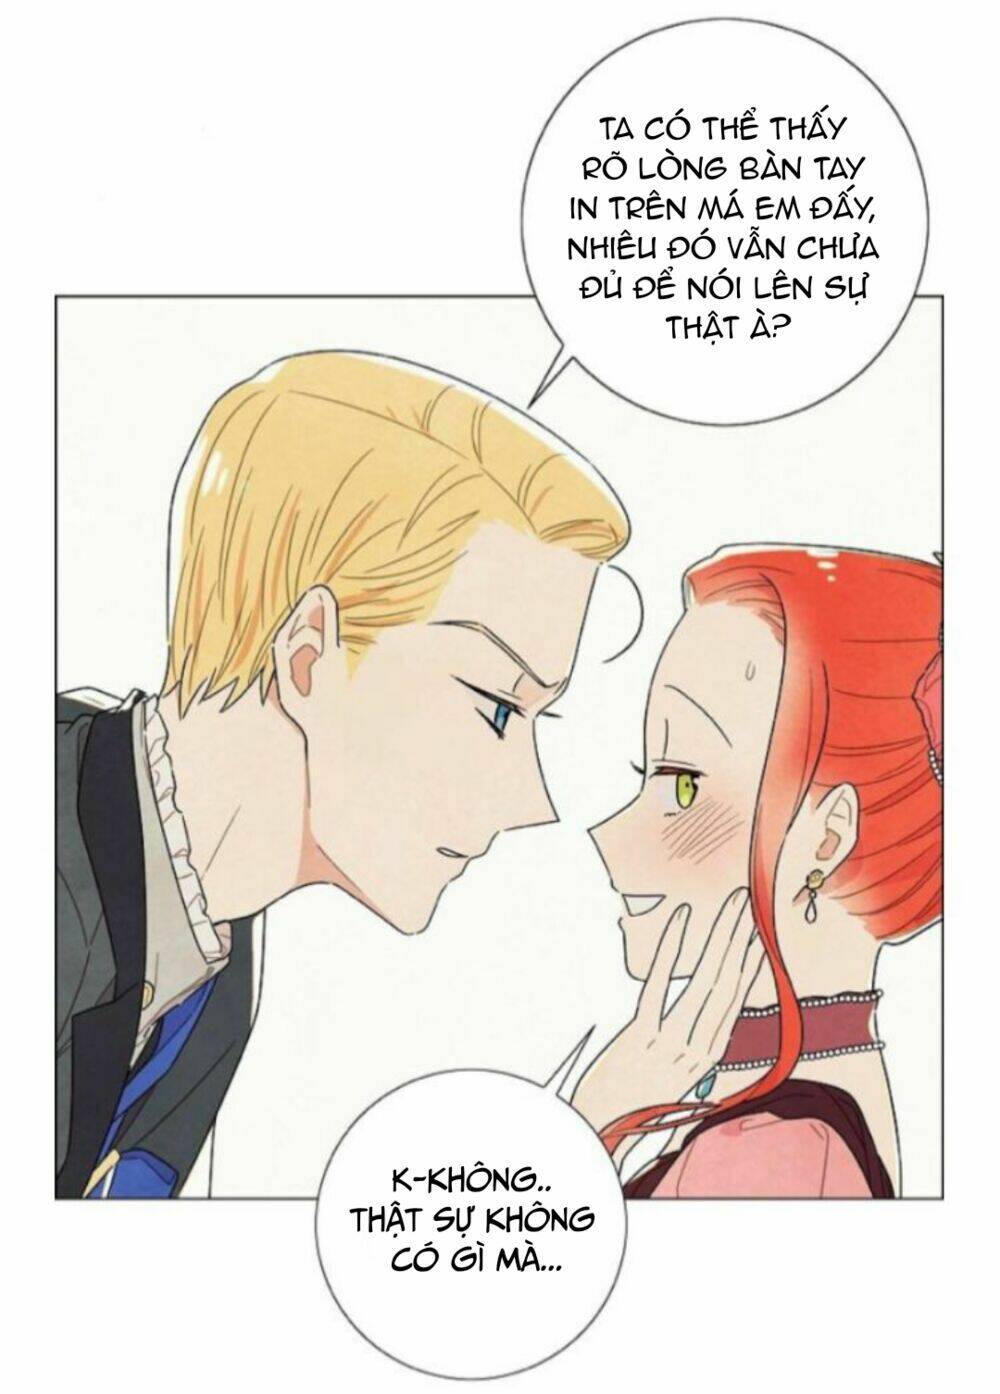 TA CÓ THỂ THẤY
RÕ LÒNG BÀN TAY
IN TRÊN MÁ EM ĐẤY,
NHIÊU ĐÓ VẪN CHƯA
ĐỦ ĐỂ NÓI LÊN SỰ
THẬT À?
K-KHÔNG..
THẬT SỰ KHÔNG
CÓ GÌ MÀ...